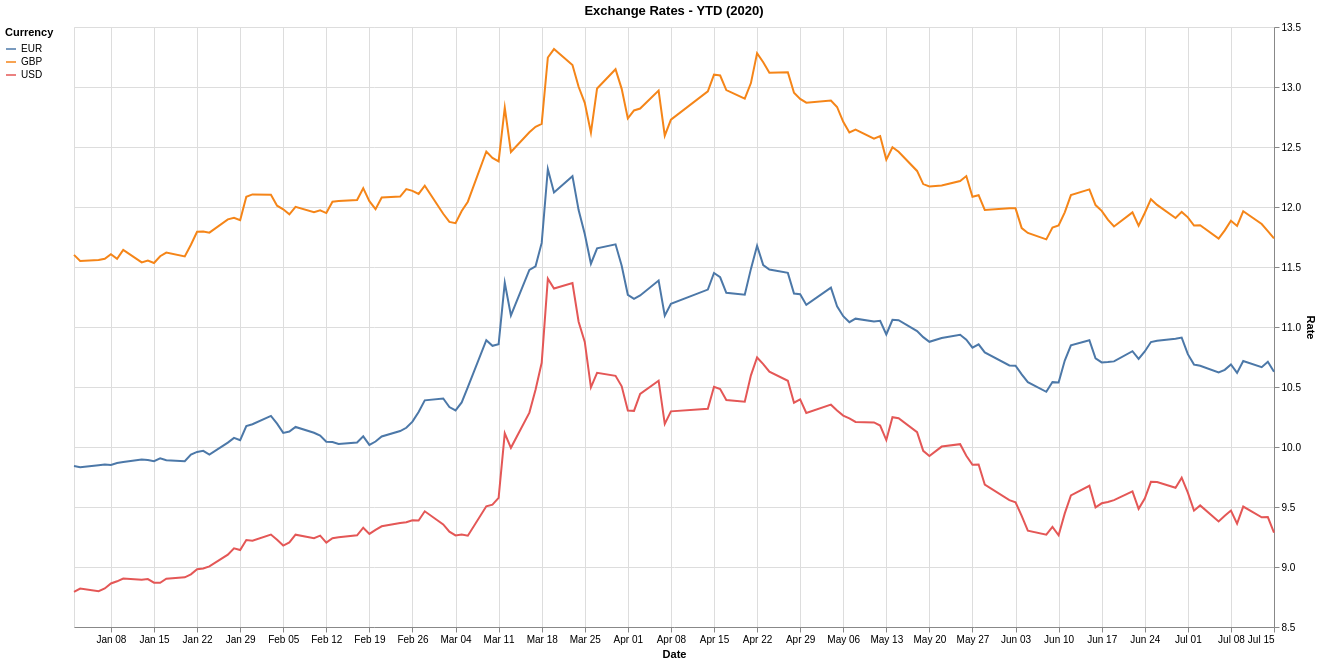 Exchange Rates - YTD (2020)
Currency
EUR
GBP
USD
13.5
13.0
12.5
12.0
11.5
11.0
10.5
10.0
9.5
9.0
8.5
Rate
Jan 08 Jan 15 Jan 22 Jan 29 Feb 05 Feb 12 Feb 19 Feb 26 Mar 04 Mar 11 Mar 18 Mar 25 Apr 01 Apr 08 Apr 15 Apr 22 Apr 29 May 06 May 13 May 20 May 27 Jun 03 Jun 10 Jun 17 Jun 24 Jul 01 Jul 08 Jul 15
Date